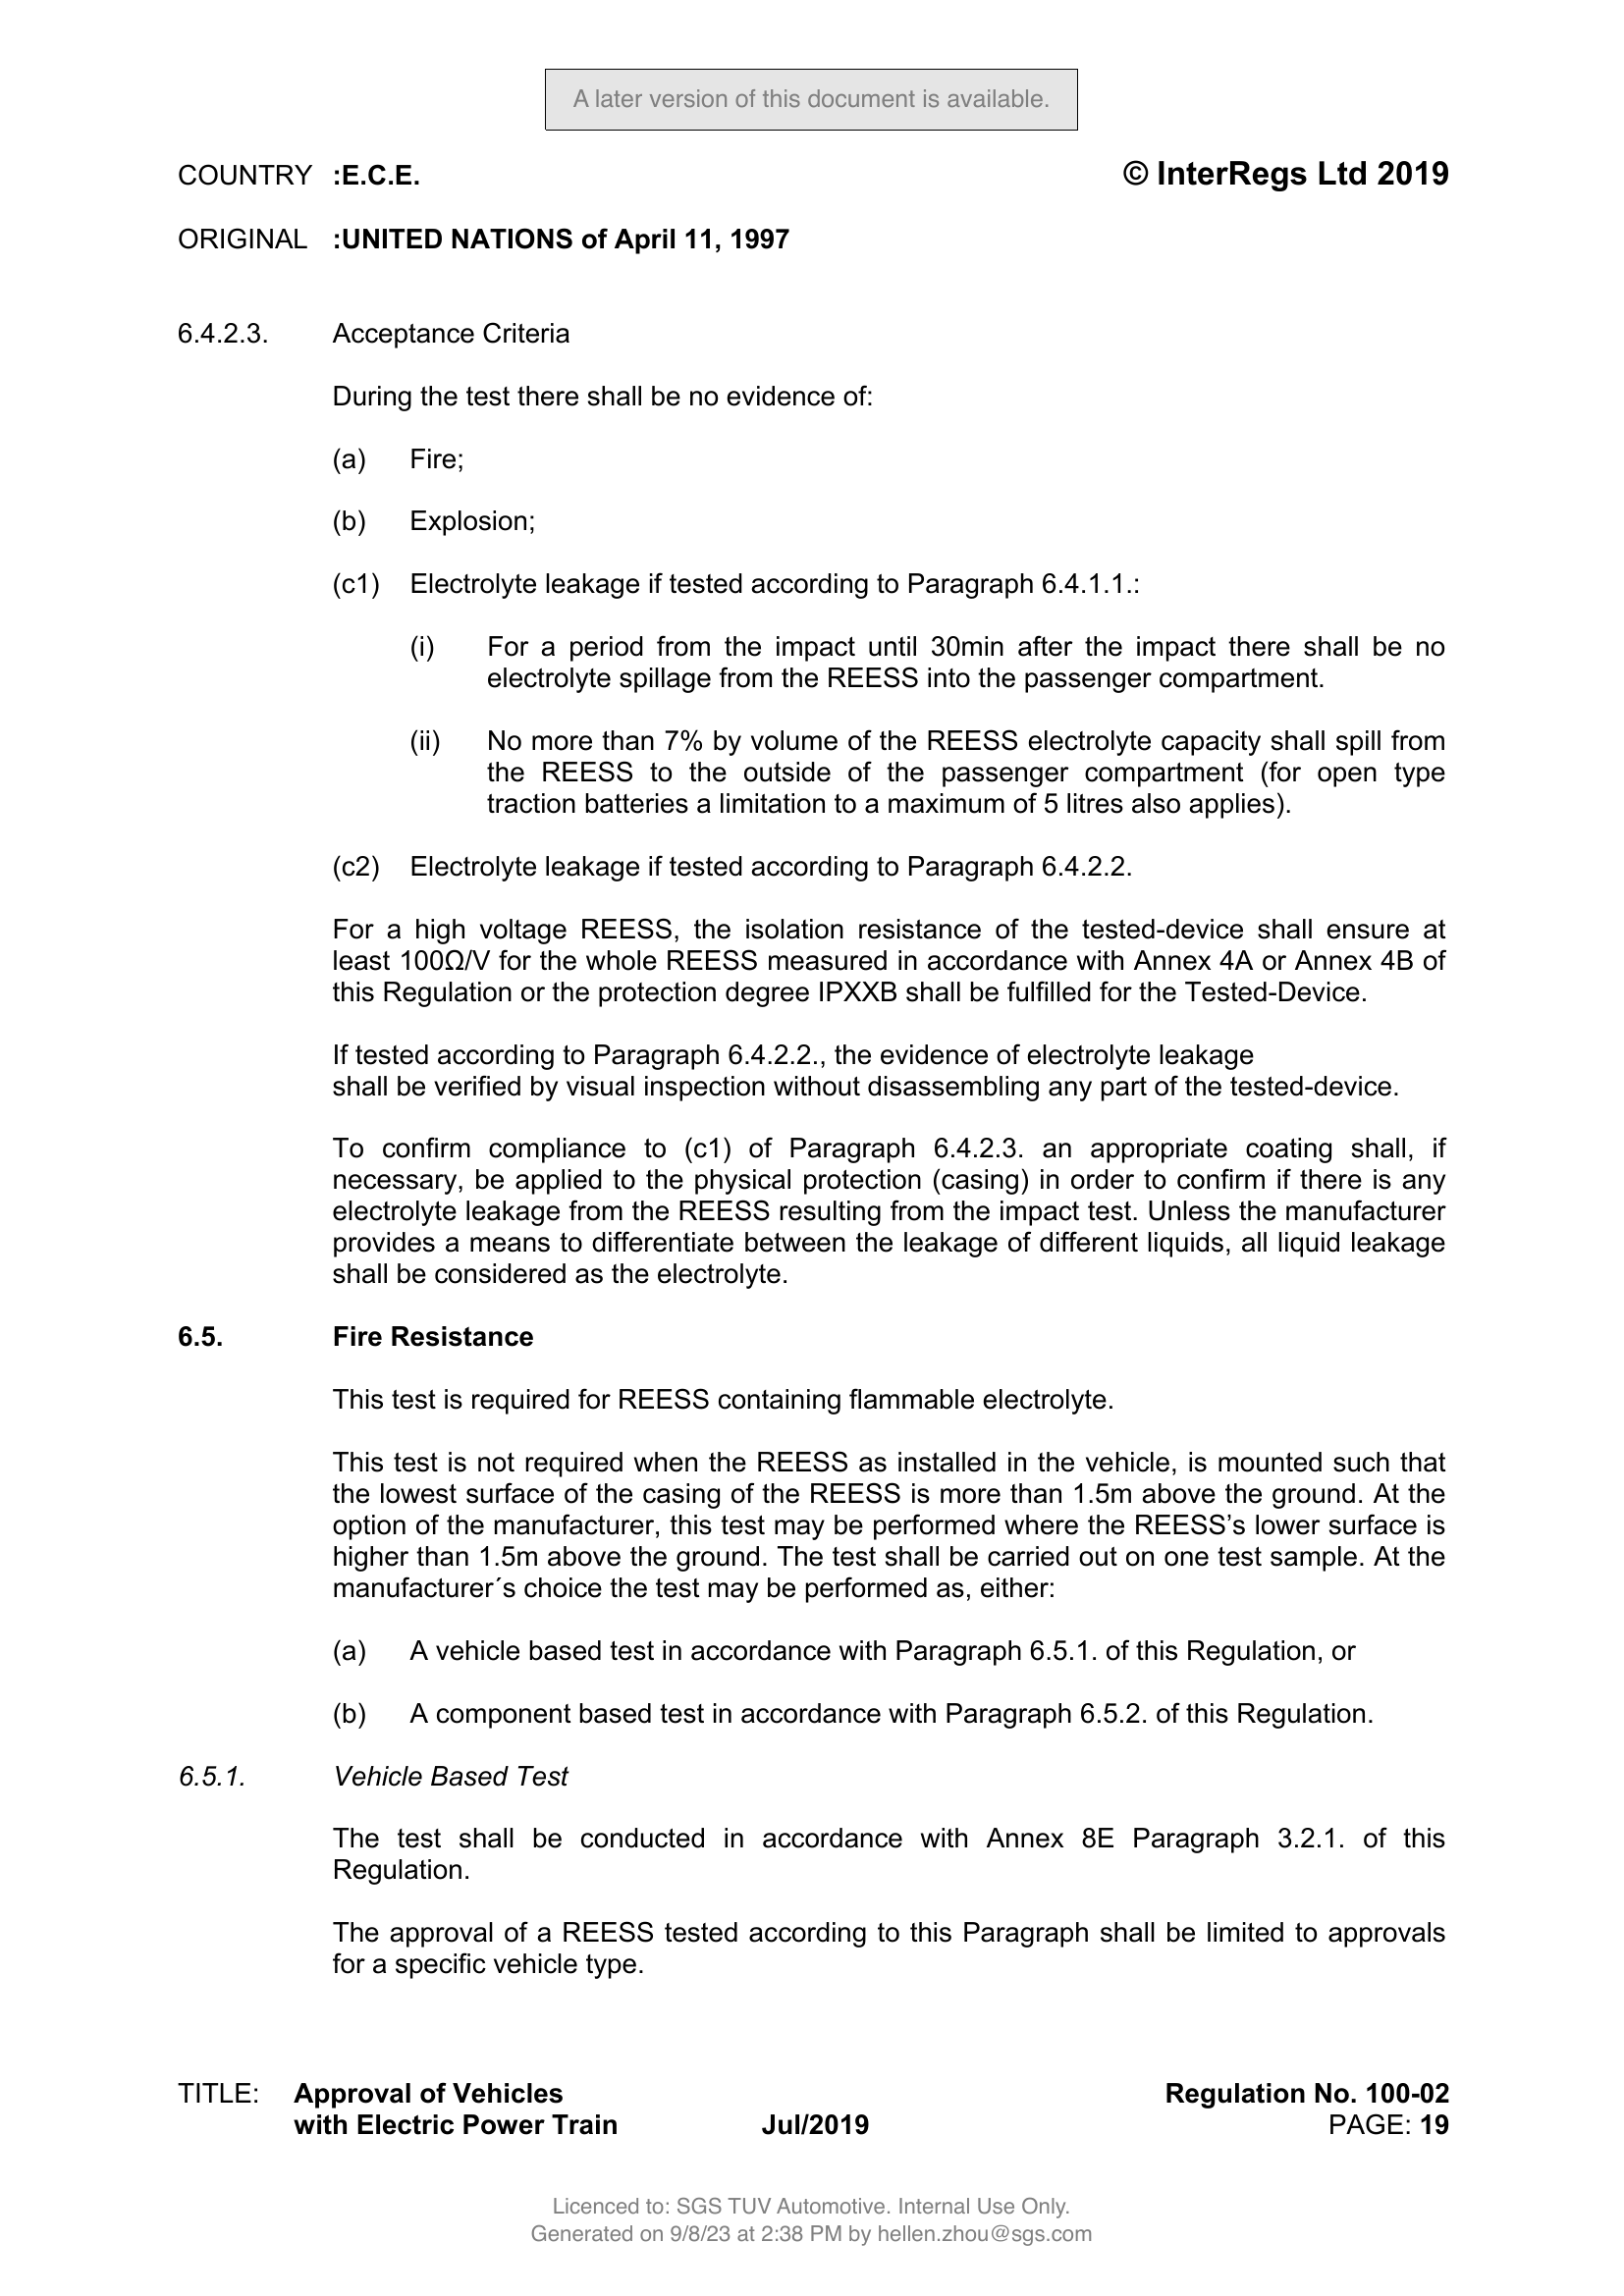 A later version of this document is available.
COUNTRY :E.C.E. © InterRegs Ltd 2019
ORIGINAL :UNITED NATIONS of April 11, 1997
6.4.2.3. Acceptance Criteria
During the test there shall be no evidence of:
(a) Fire;
(b) Explosion;
(c1) Electrolyte leakage if tested according to Paragraph 6.4.1.1.:
(i) For a period from the impact until 30min after the impact there shall be no
electrolyte spillage from the REESS into the passenger compartment.
(ii) No more than 7% by volume of the REESS electrolyte capacity shall spill from
the REESS to the outside of the passenger compartment (for open type
traction batteries a limitation to a maximum of 5 litres also applies).
(c2) Electrolyte leakage if tested according to Paragraph 6.4.2.2.
For a high voltage REESS, the isolation resistance of the tested-device shall ensure at
least 100Ω/V for the whole REESS measured in accordance with Annex 4A or Annex 4B of
this Regulation or the protection degree IPXXB shall be fulfilled for the Tested-Device.
If tested according to Paragraph 6.4.2.2., the evidence of electrolyte leakage
shall be verified by visual inspection without disassembling any part of the tested-device.
To confirm compliance to (c1) of Paragraph 6.4.2.3. an appropriate coating shall, if
necessary, be applied to the physical protection (casing) in order to confirm if there is any
electrolyte leakage from the REESS resulting from the impact test. Unless the manufacturer
provides a means to differentiate between the leakage of different liquids, all liquid leakage
shall be considered as the electrolyte.
6.5. Fire Resistance
This test is required for REESS containing flammable electrolyte.
This test is not required when the REESS as installed in the vehicle, is mounted such that
the lowest surface of the casing of the REESS is more than 1.5m above the ground. At the
option of the manufacturer, this test may be performed where the REESS’s lower surface is
higher than 1.5m above the ground. The test shall be carried out on one test sample. At the
manufacturer´s choice the test may be performed as, either:
(a) A vehicle based test in accordance with Paragraph 6.5.1. of this Regulation, or
(b) A component based test in accordance with Paragraph 6.5.2. of this Regulation.
6.5.1. Vehicle Based Test
The test shall be conducted in accordance with Annex 8E Paragraph 3.2.1. of this
Regulation.
The approval of a REESS tested according to this Paragraph shall be limited to approvals
for a specific vehicle type.
TITLE: Approval of Vehicles Regulation No. 100-02
with Electric Power Train Jul/2019 PAGE: 19
Licenced to: SGS TUV Automotive. Internal Use Only.
Generated on 9/8/23 at 2:38 PM by hellen.zhou@sgs.com